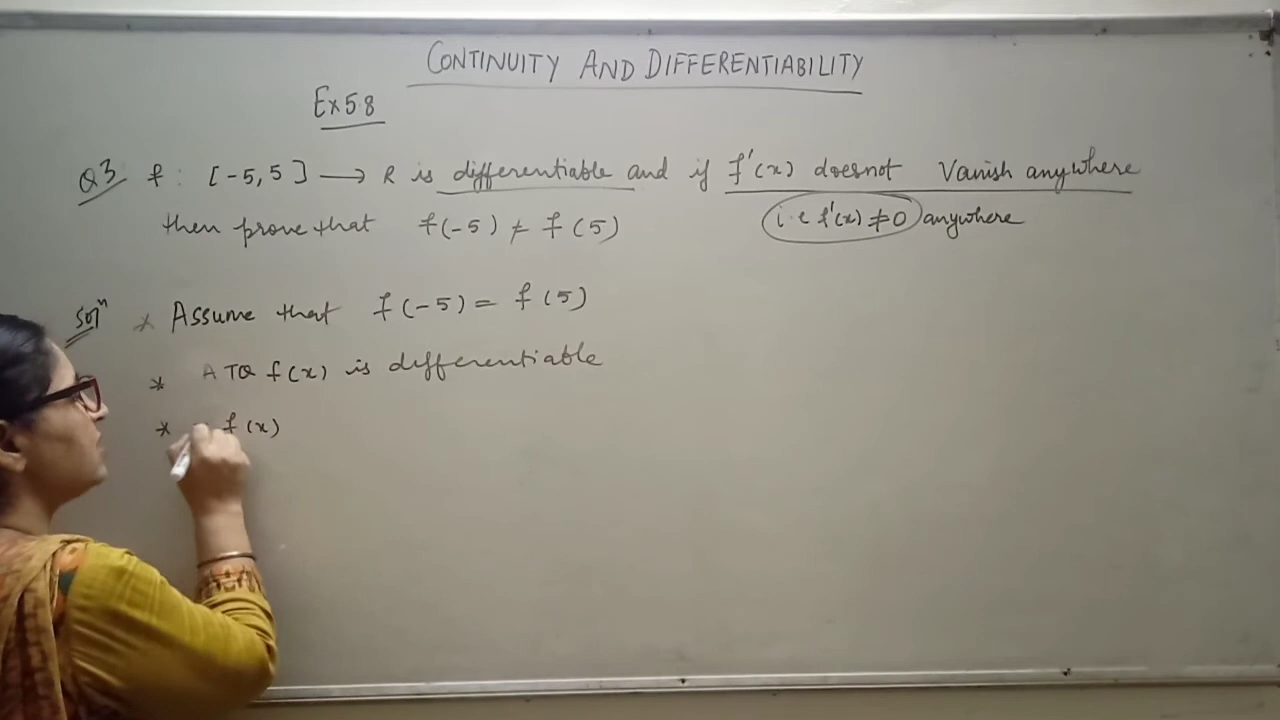 CONTINUITY AND DIFFERENTIABILITY
Ex 5.8
Q3 f : [-5, 5] → R is differentiable and if f'(x) doesnot Vanish anywhere
then prove that f(-5) ≠ f(5) i.e f'(x) ≠ 0 anywhere
Solⁿ * Assume that f(-5) = f(5)
* ATQ f(x) is differentiable
* f(x)